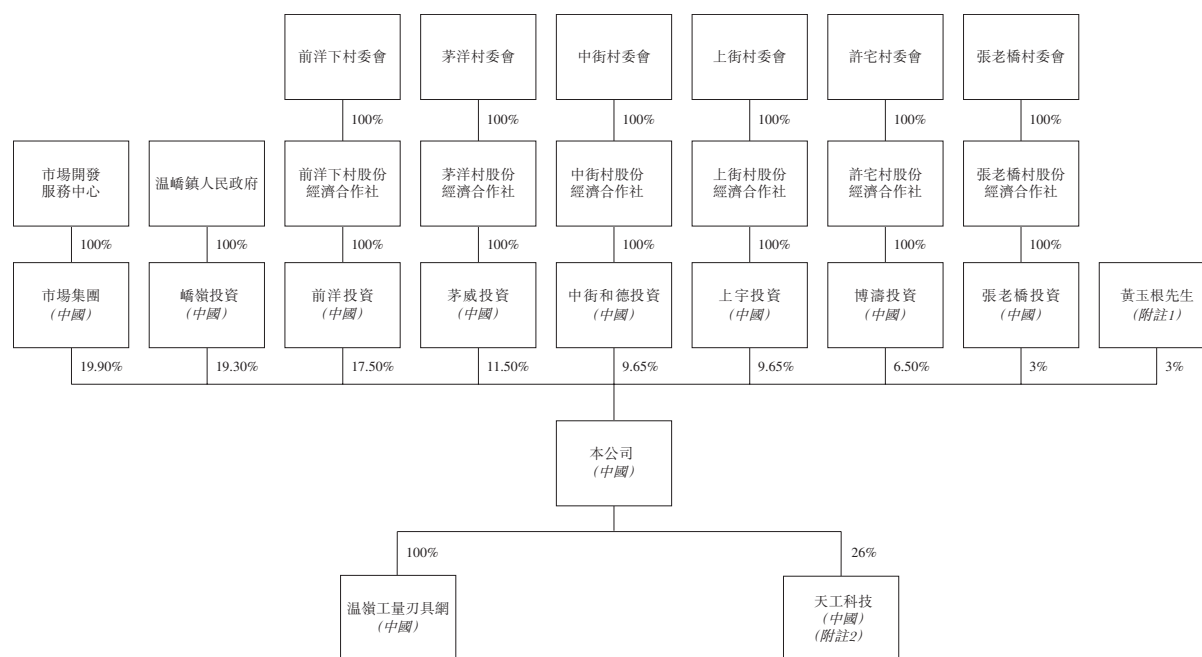 前洋下村委會
茅洋村委會
中街村委會
上街村委會
許宅村委會
張老橋村委會
100%
100%
100%
100%
100%
100%
市場開發
服務中心
温嶠鎮人民政府
前洋下村股份
經濟合作社
茅洋村股份
經濟合作社
中街村股份
經濟合作社
上街村股份
經濟合作社
許宅村股份
經濟合作社
張老橋村股份
經濟合作社
100%
100%
100%
100%
100%
100%
100%
100%
市場集團
(中國)
嶠嶺投資
(中國)
前洋投資
(中國)
茅威投資
(中國)
中街和德投資
(中國)
上宇投資
(中國)
博濤投資
(中國)
張老橋投資
(中國)
黃玉根先生
(附註1)
19.90%
19.30%
17.50%
11.50%
9.65%
9.65%
6.50%
3%
3%
本公司
(中國)
100%
26%
温嶺工量刃具網
(中國)
天工科技
(中國)
(附註2)